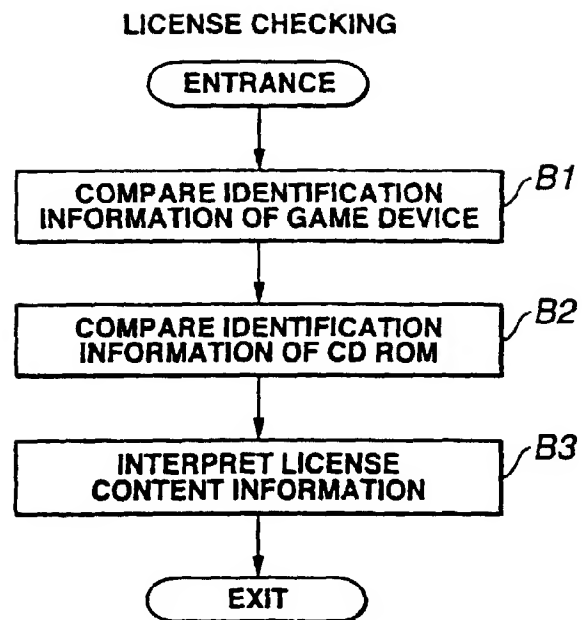 LICENSE CHECKING
ENTRANCE
COMPARE IDENTIFICATION
INFORMATION OF GAME DEVICE
B1
COMPARE IDENTIFICATION
INFORMATION OF CD ROM
B2
INTERPRET LICENSE
CONTENT INFORMATION
B3
EXIT